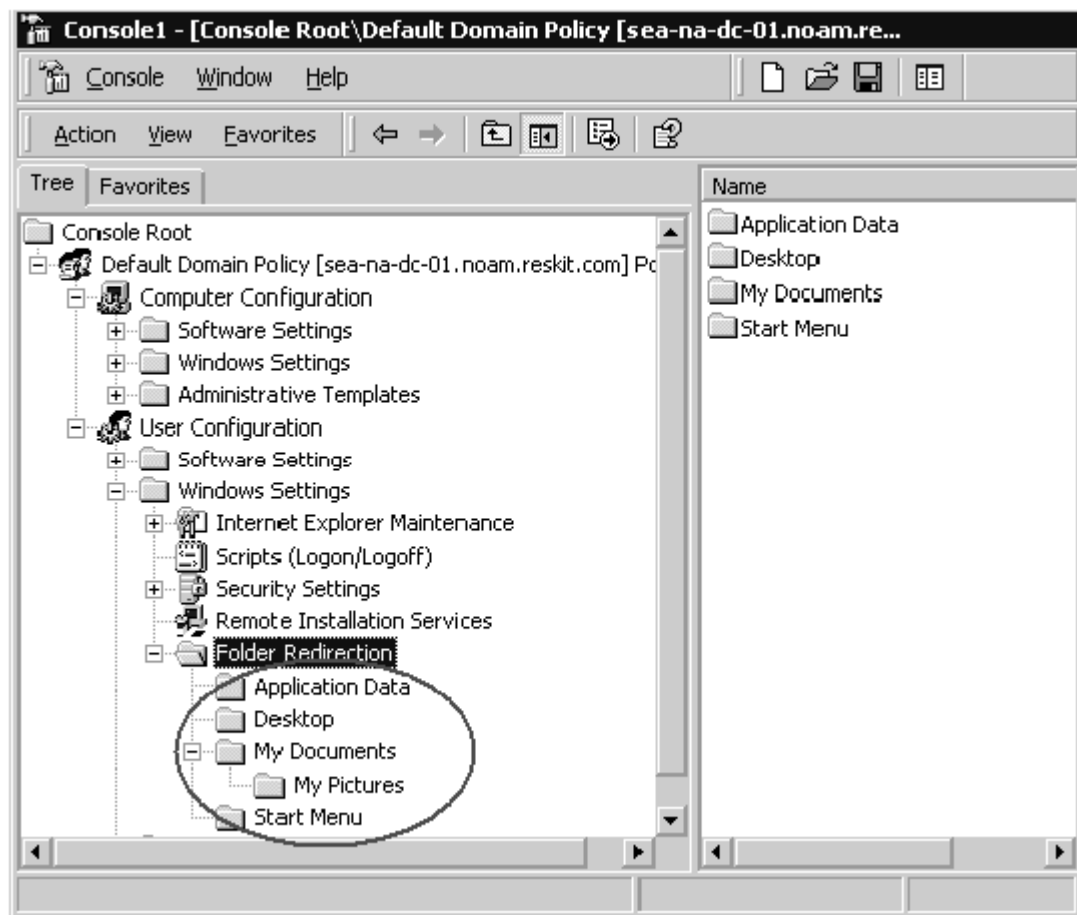 Console1 - [Console Root\Default Domain Policy [sea-na-dc-01.noam.re...
Console Window Help
Action View Favorites
Tree Favorites
Console Root
Default Domain Policy [sea-na-dc-01.noam.reskit.com] Po
Computer Configuration
Software Settings
Windows Settings
Administrative Templates
User Configuration
Software Settings
Windows Settings
Internet Explorer Maintenance
Scripts (Logon/Logoff)
Security Settings
Remote Installation Services
Folder Redirection
Application Data
Desktop
My Documents
My Pictures
Start Menu
Name
Application Data
Desktop
My Documents
Start Menu